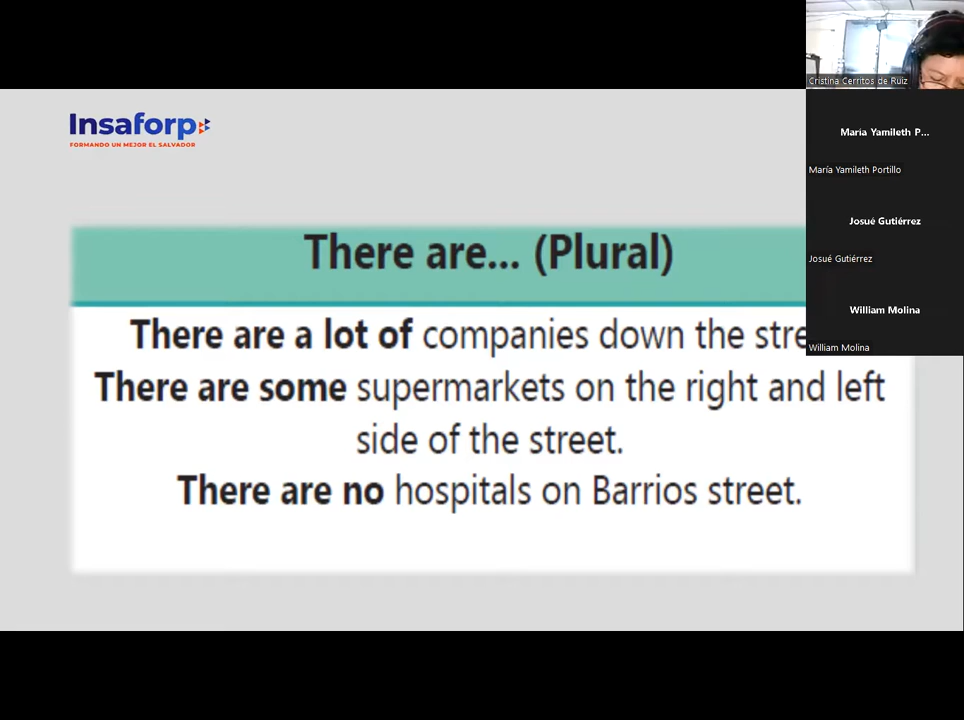 Insaforp
FORMANDO UN MEJOR EL SALVADOR
There are... (Plural)
There are a lot of companies down the stre
There are some supermarkets on the right and left
side of the street.
There are no hospitals on Barrios street.
Cristina Cerritos de Ruiz
María Yamileth P...
María Yamileth Portillo
Josué Gutiérrez
Josué Gutiérrez
William Molina
William Molina